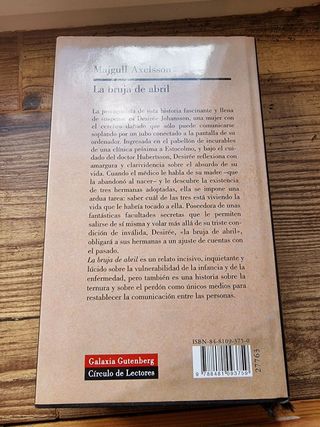 Majgull Axelsson
La bruja de abril
La protagonista de esta historia fascinante y llena
de suspense es Desirée Johansson, una mujer con
el cerebro dañado que sólo puede comunicarse
soplando por un tubo conectado a la pantalla de su
ordenador. Ingresada en el pabellón de incurables
de una clínica próxima a Estocolmo, y bajo el cui-
dado del doctor Hubertsson, Desirée reflexiona con
amargura y clarividencia sobre el absurdo de su
vida. Cuando el médico le habla de su madre –que
la abandonó al nacer– y le descubre la existencia
de tres hermanas adoptadas, ella se impone una
ardua tarea: saber cuál de las tres está viviendo la
vida que le habría tocado a ella. Poseedora de unas
fantásticas facultades secretas que le permiten
salirse de sí misma y volar más allá de su triste con-
dición de inválida, Desirée, «la bruja de abril»,
obligará a sus hermanas a un ajuste de cuentas con
el pasado.
La bruja de abril es un relato incisivo, inquietante y
lúcido sobre la vulnerabilidad de la infancia y de la
enfermedad, pero también es una historia sobre la
ternura y sobre el perdón como únicos medios para
restablecer la comunicación entre las personas.
Galaxia Gutenberg
Círculo de Lectores
ISBN 84-8109-375-0
9 788481 093759
27763